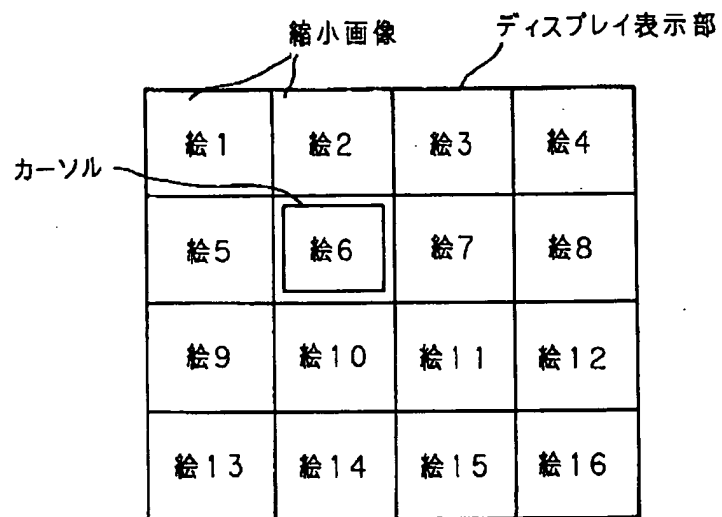 縮小画像
ディスプレイ表示部
絵1 絵2 絵3 絵4
カーソル
絵5 絵6 絵7 絵8
絵9 絵10 絵11 絵12
絵13 絵14 絵15 絵16